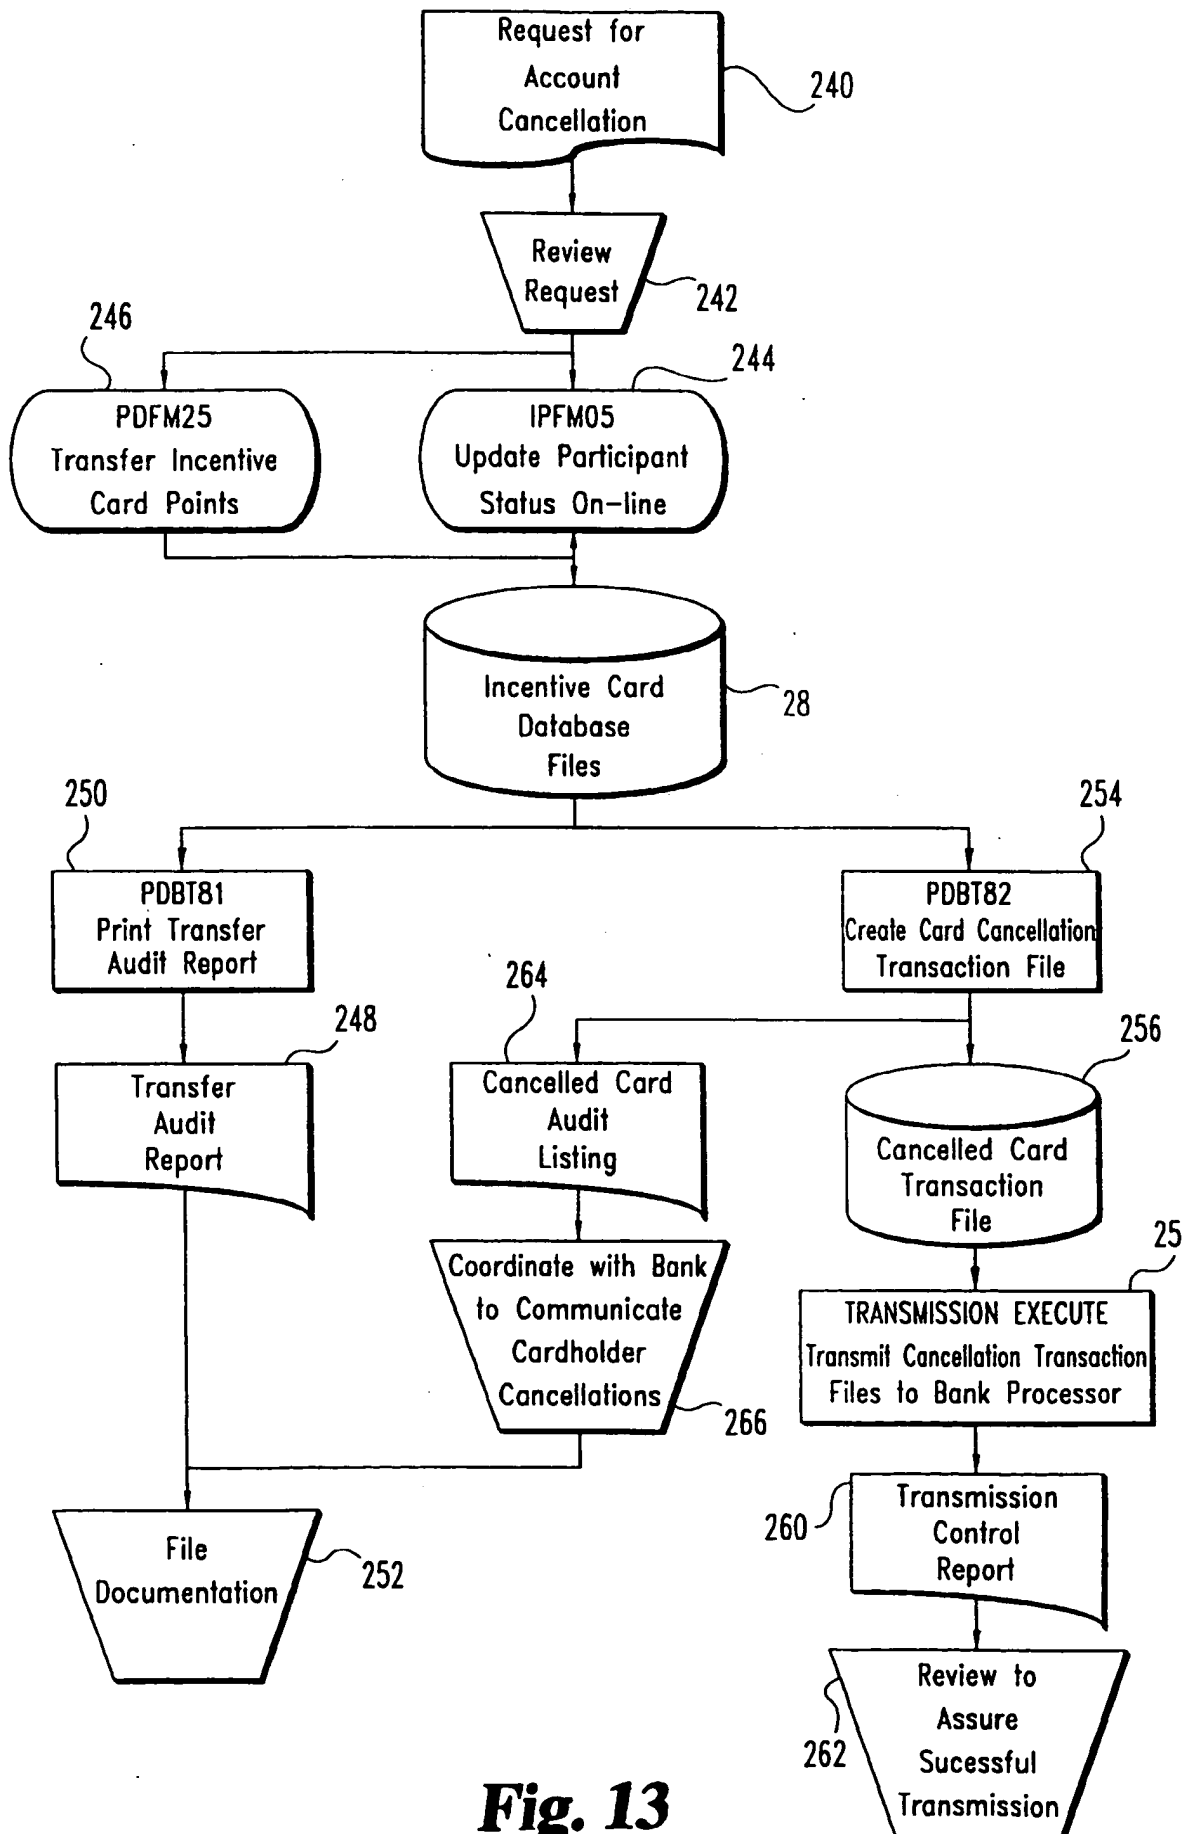 Request for
Account
Cancellation
240
Review
Request
242
246
244
PDFM25
Transfer Incentive
Card Points
IPFM05
Update Participant
Status On-line
Incentive Card
Database
Files
28
250
254
PDBT81
Print Transfer
Audit Report
PDBT82
Create Card Cancellation
Transaction File
264
248
256
Transfer
Audit
Report
Cancelled Card
Audit
Listing
Cancelled Card
Transaction
File
25
Coordinate with Bank
to Communicate
Cardholder
Cancellations
266
TRANSMISSION EXECUTE
Transmit Cancellation Transaction
Files to Bank Processor
260
Transmission
Control
Report
File
Documentation
252
262
Review to
Assure
Sucessful
Transmission
Fig. 13